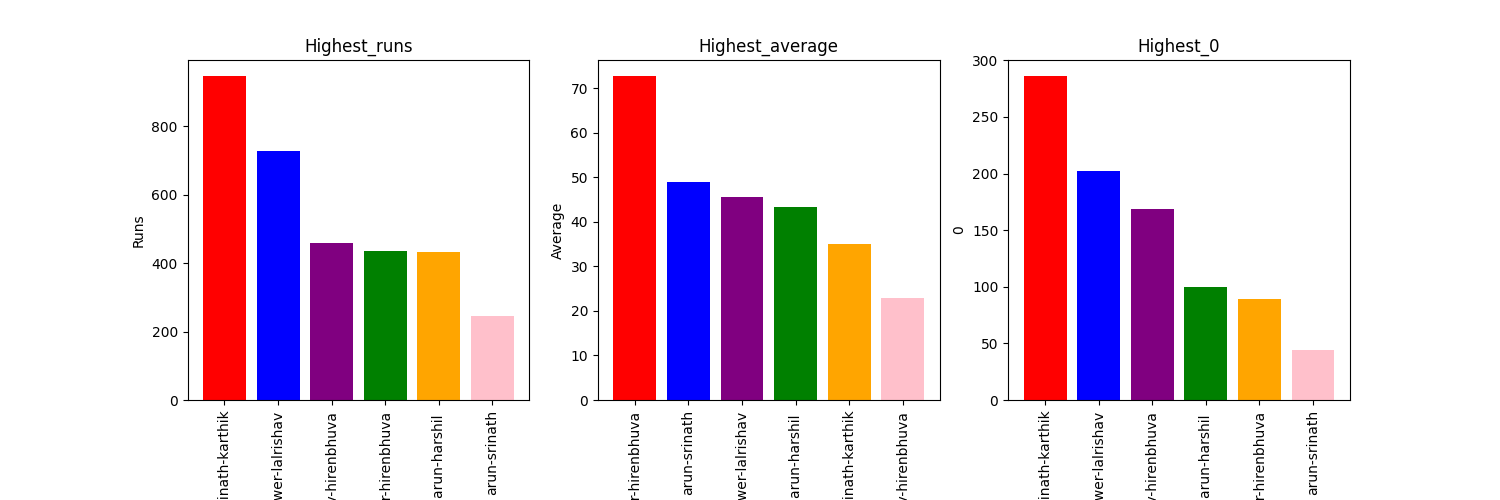 Highest_runs
Runs
800
600
400
200
0
inath-karthik
wer-lalrishav
y-hirenbhuva
r-hirenbhuva
arun-harshil
arun-srinath
Highest_average
Average
70
60
50
40
30
20
10
0
r-hirenbhuva
arun-srinath
wer-lalrishav
arun-harshil
inath-karthik
y-hirenbhuva
Highest_0
0
300
250
200
150
100
50
0
inath-karthik
wer-lalrishav
y-hirenbhuva
arun-harshil
r-hirenbhuva
arun-srinath